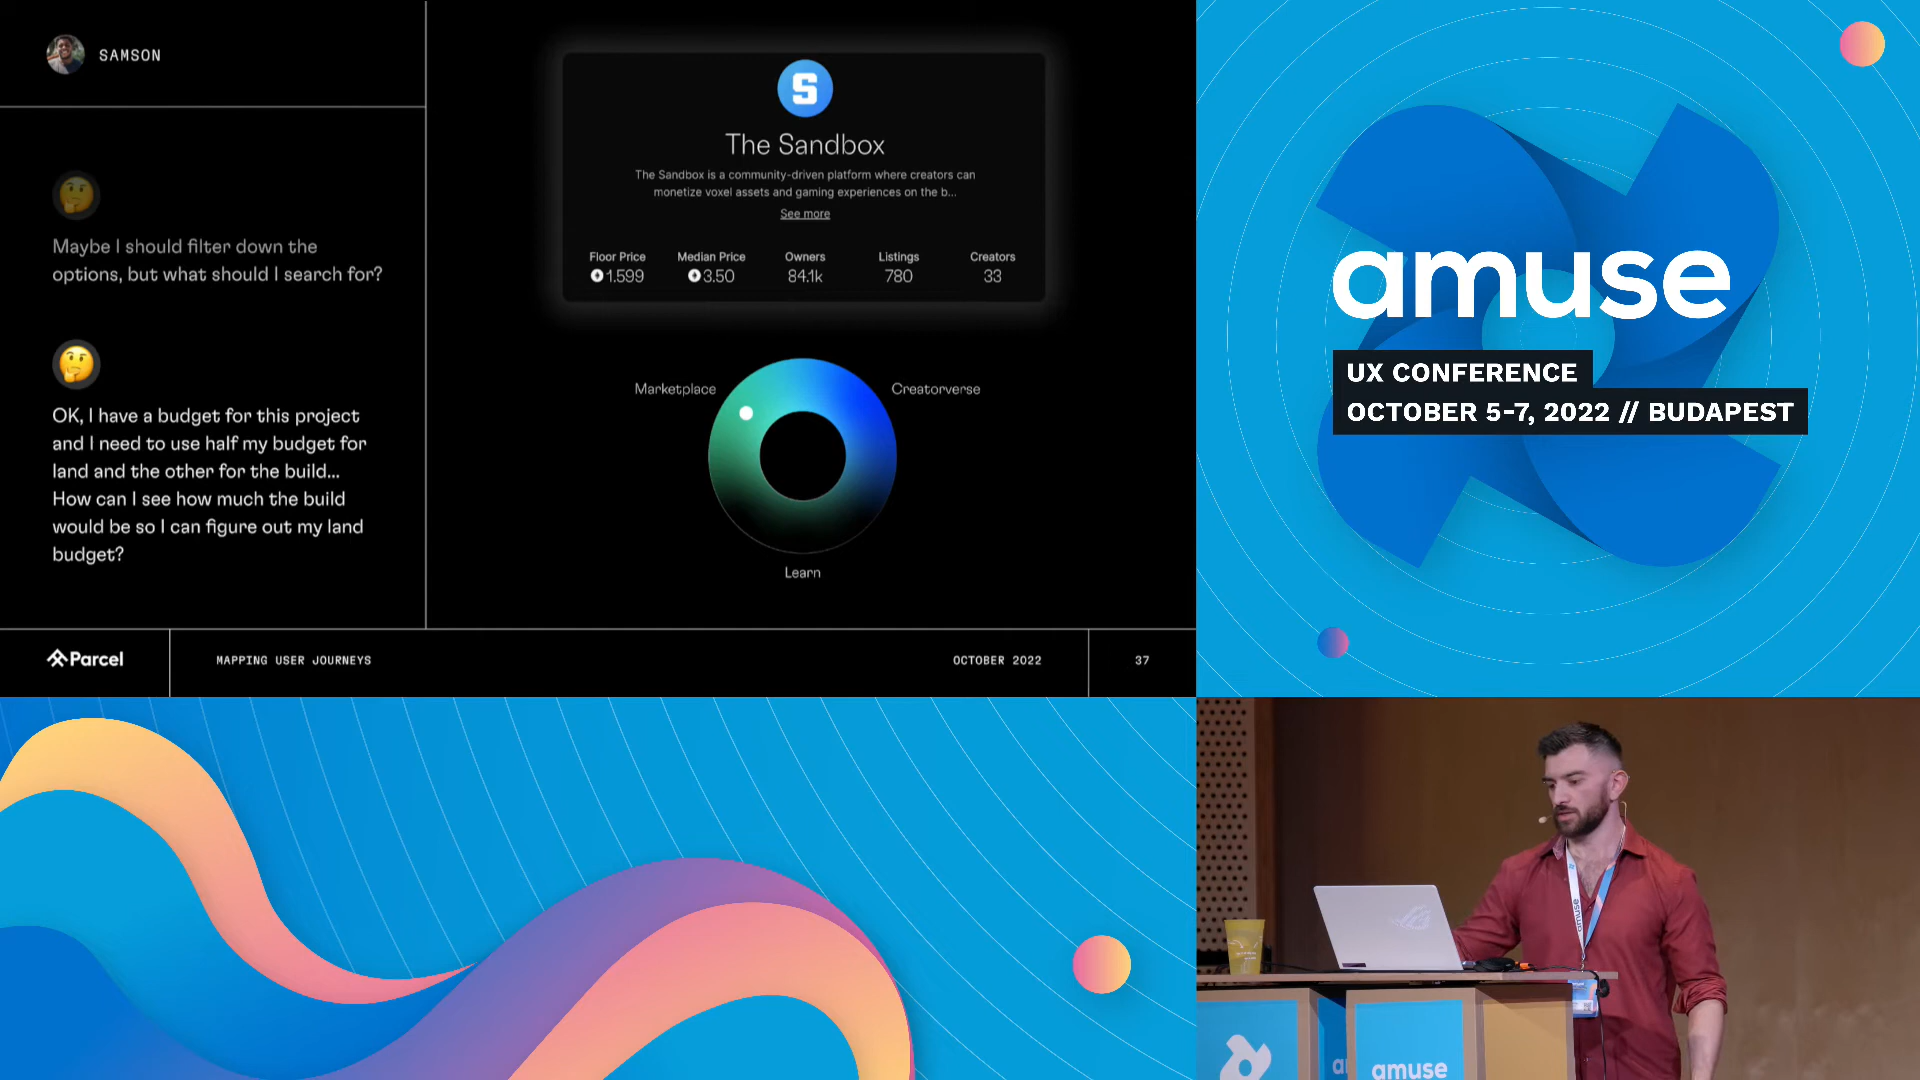 SAMSON
Maybe I should filter down the
options, but what should I search for?
OK, I have a budget for this project
and I need to use half my budget for
land and the other for the build...
How can I see how much the build
would be so I can figure out my land
budget?
S
The Sandbox
The Sandbox is a community-driven platform where creators can
monetize voxel assets and gaming experiences on the b...
See more
Floor Price Median Price Owners Listings Creators
1.599 3.50 84.1k 780 33
Marketplace
Creatorverse
Learn
Parcel
MAPPING USER JOURNEYS
OCTOBER 2022
37
amuse
UX CONFERENCE
OCTOBER 5-7, 2022 // BUDAPEST
amuse
amuse